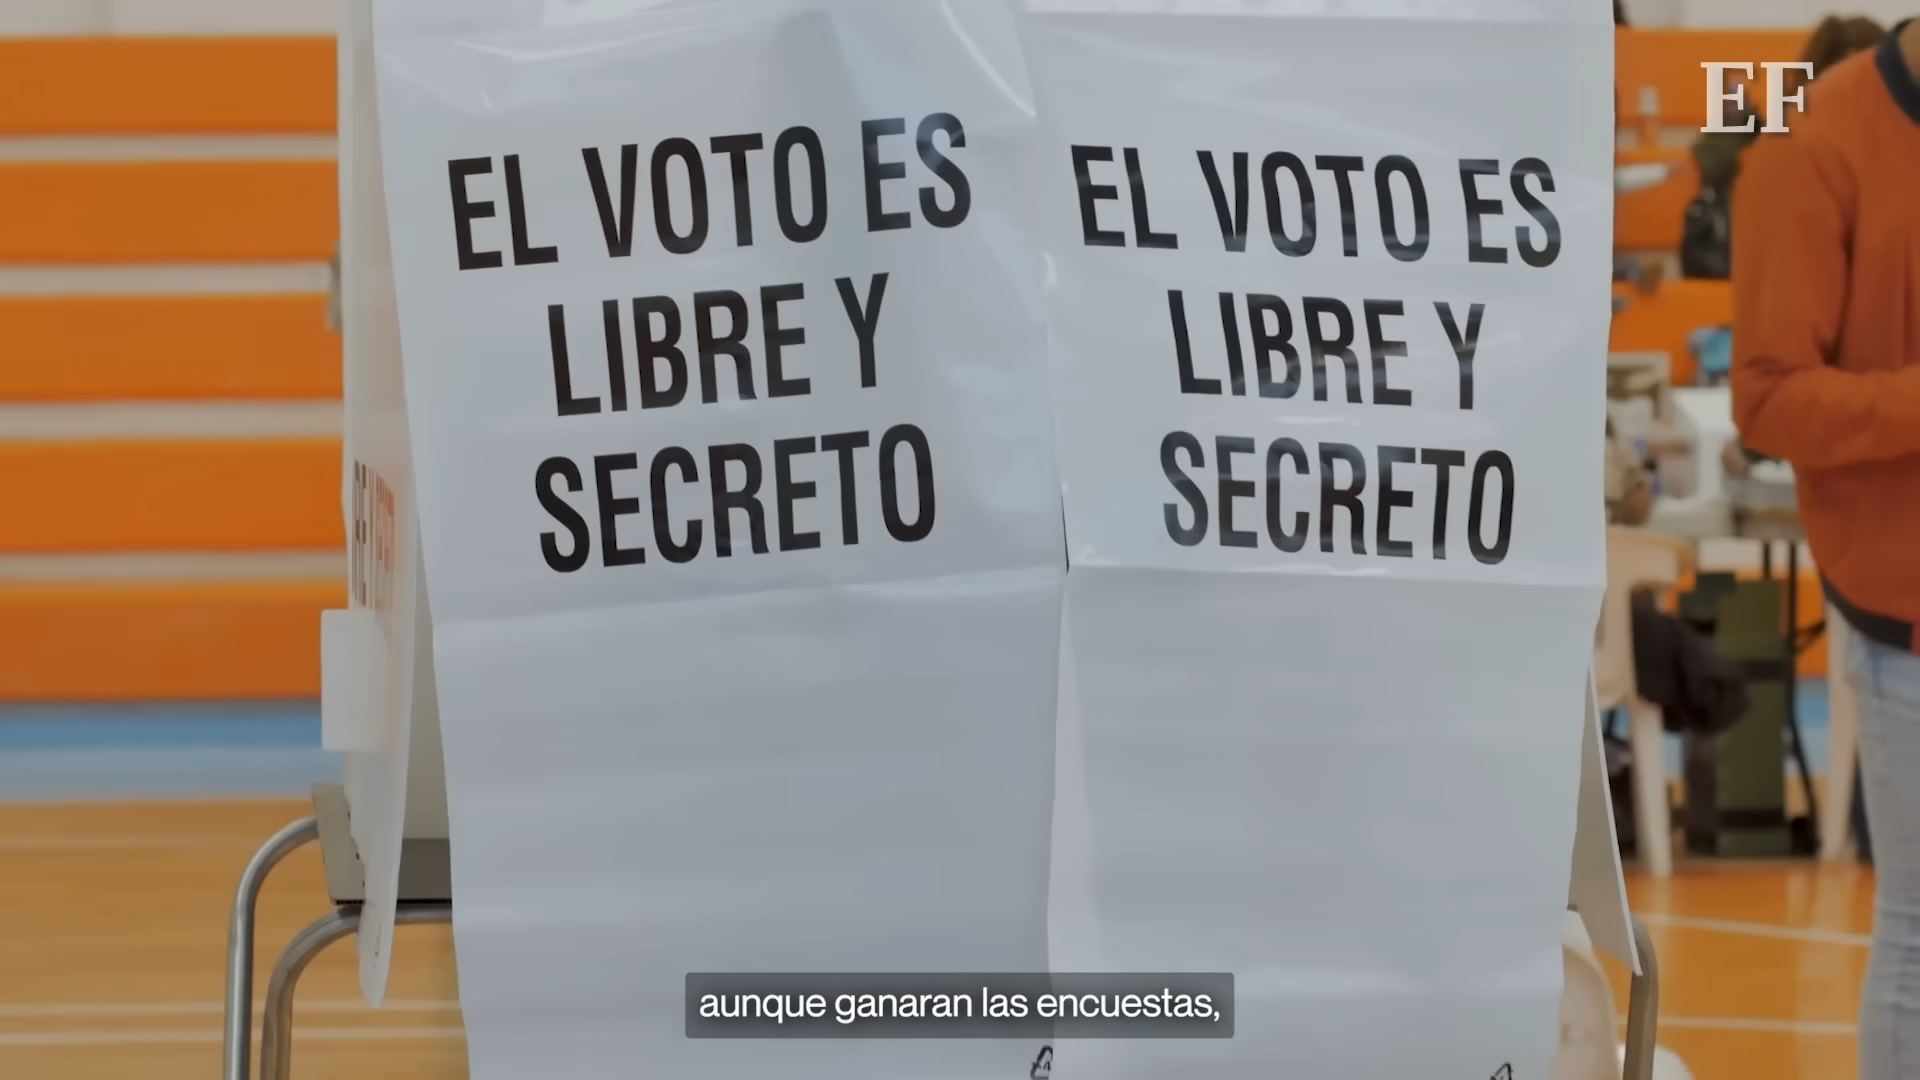 EF
EL VOTO ES
LIBRE Y
SECRETO
EL VOTO ES
LIBRE Y
SECRETO
aunque ganaran las encuestas,